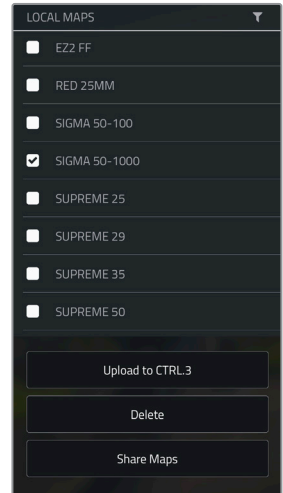 LOCAL MAPS
EZ2 FF
RED 25MM
SIGMA 50-100
SIGMA 50-1000
SUPREME 25
SUPREME 29
SUPREME 35
SUPREME 50
Upload to CTRL.3
Delete
Share Maps